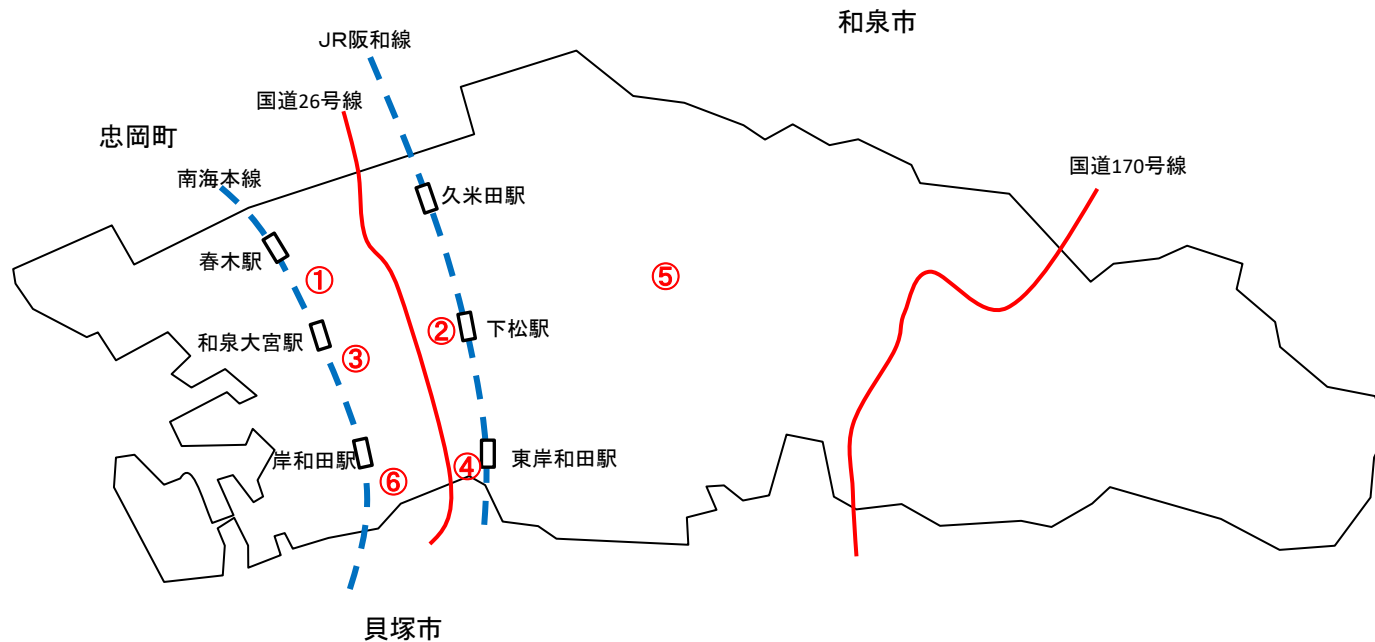 和泉市
JR阪和線
国道26号線
忠岡町
国道170号線
南海本線
久米田駅
春木駅
①
⑤
②
下松駅
和泉大宮駅
③
岸和田駅
④
東岸和田駅
⑥
貝塚市